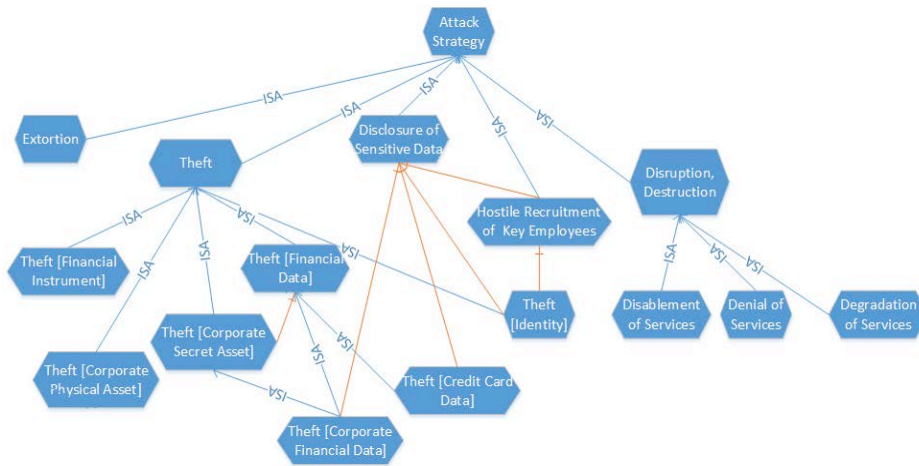 Attack
Strategy
ISA
ISA
ISA
ISA
ISA
Extortion
Theft
Disclosure of
Sensitive Data
Disruption,
Destruction
Hostile Recruitment
of Key Employees
ISA
ISA
ISA
ISA
ISA
ISA
ISA
ISA
Theft [Financial
Instrument]
Theft [Financial
Data]
Theft
[Identity]
Disablement
of Services
Denial of
Services
Degradation
of Services
Theft [Corporate
Secret Asset]
ISA
ISA
ISA
Theft [Corporate
Physical Asset]
Theft [Credit Card
Data]
Theft [Corporate
Financial Data]